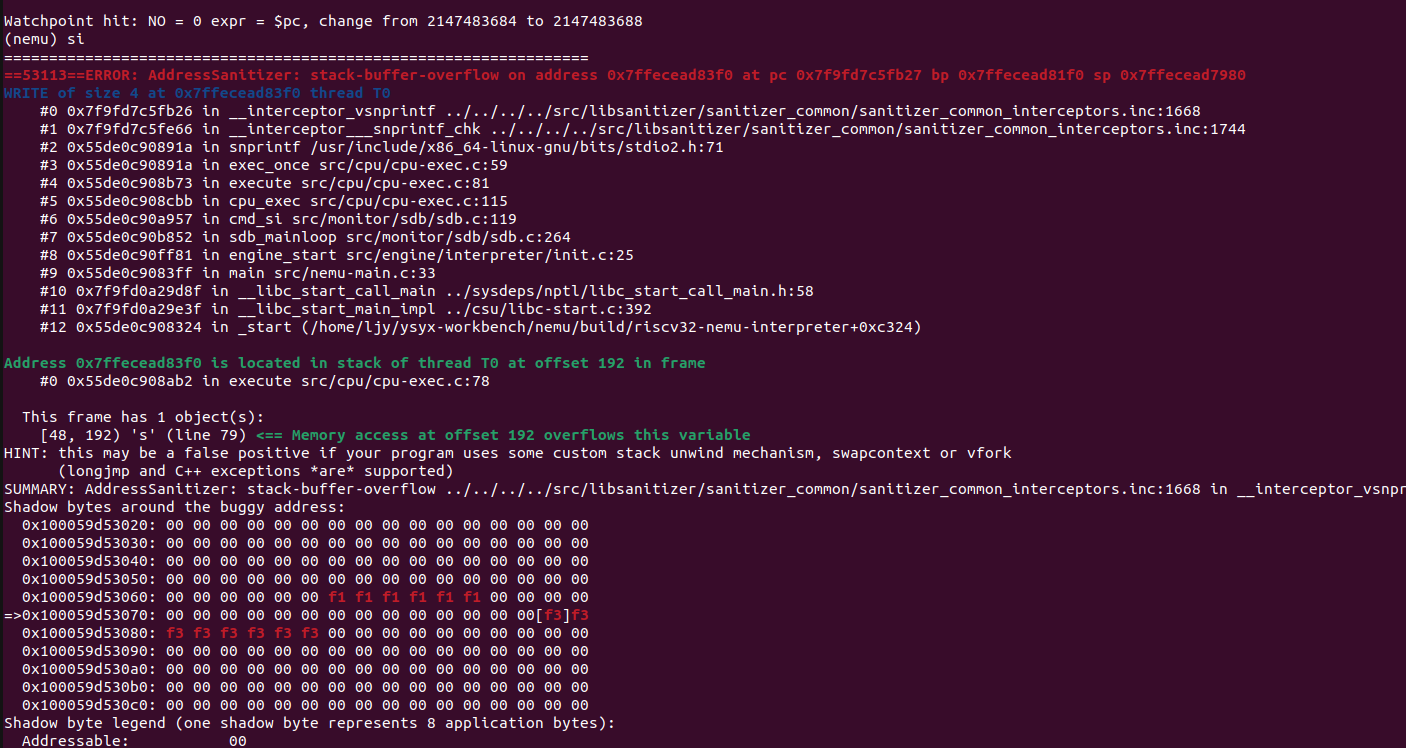 Watchpoint hit: NO = 0 expr = $pc, change from 2147483684 to 2147483688
(nemu) si
=================================================================
==53113==ERROR: AddressSanitizer: stack-buffer-overflow on address 0x7ffecead83f0 at pc 0x7f9fd7c5fb27 bp 0x7ffecead81f0 sp 0x7ffecead7980
WRITE of size 4 at 0x7ffecead83f0 thread T0
    #0 0x7f9fd7c5fb26 in __interceptor_vsnprintf ../../../../src/libsanitizer/sanitizer_common/sanitizer_common_interceptors.inc:1668
    #1 0x7f9fd7c5fe66 in __interceptor___snprintf_chk ../../../../src/libsanitizer/sanitizer_common/sanitizer_common_interceptors.inc:1744
    #2 0x55de0c90891a in snprintf /usr/include/x86_64-linux-gnu/bits/stdio2.h:71
    #3 0x55de0c90891a in exec_once src/cpu/cpu-exec.c:59
    #4 0x55de0c908b73 in execute src/cpu/cpu-exec.c:81
    #5 0x55de0c908cbb in cpu_exec src/cpu/cpu-exec.c:115
    #6 0x55de0c90a957 in cmd_si src/monitor/sdb/sdb.c:119
    #7 0x55de0c90b852 in sdb_mainloop src/monitor/sdb/sdb.c:264
    #8 0x55de0c90ff81 in engine_start src/engine/interpreter/init.c:25
    #9 0x55de0c9083ff in main src/nemu-main.c:33
    #10 0x7f9fd0a29d8f in __libc_start_call_main ../sysdeps/nptl/libc_start_call_main.h:58
    #11 0x7f9fd0a29e3f in __libc_start_main_impl ../csu/libc-start.c:392
    #12 0x55de0c908324 in _start (/home/ljy/ysyx-workbench/nemu/build/riscv32-nemu-interpreter+0xc324)
Address 0x7ffecead83f0 is located in stack of thread T0 at offset 192 in frame
    #0 0x55de0c908ab2 in execute src/cpu/cpu-exec.c:78
  This frame has 1 object(s):
    [48, 192) 's' (line 79) <== Memory access at offset 192 overflows this variable
HINT: this may be a false positive if your program uses some custom stack unwind mechanism, swapcontext or vfork
      (longjmp and C++ exceptions *are* supported)
SUMMARY: AddressSanitizer: stack-buffer-overflow ../../../../src/libsanitizer/sanitizer_common/sanitizer_common_interceptors.inc:1668 in __interceptor_vsnpr
Shadow bytes around the buggy address:
  0x100059d53020: 00 00 00 00 00 00 00 00 00 00 00 00 00 00 00 00
  0x100059d53030: 00 00 00 00 00 00 00 00 00 00 00 00 00 00 00 00
  0x100059d53040: 00 00 00 00 00 00 00 00 00 00 00 00 00 00 00 00
  0x100059d53050: 00 00 00 00 00 00 00 00 00 00 00 00 00 00 00 00
  0x100059d53060: 00 00 00 00 00 00 f1 f1 f1 f1 f1 f1 00 00 00 00
=>0x100059d53070: 00 00 00 00 00 00 00 00 00 00 00 00 00 00[f3]f3
  0x100059d53080: f3 f3 f3 f3 f3 f3 00 00 00 00 00 00 00 00 00 00
  0x100059d53090: 00 00 00 00 00 00 00 00 00 00 00 00 00 00 00 00
  0x100059d530a0: 00 00 00 00 00 00 00 00 00 00 00 00 00 00 00 00
  0x100059d530b0: 00 00 00 00 00 00 00 00 00 00 00 00 00 00 00 00
  0x100059d530c0: 00 00 00 00 00 00 00 00 00 00 00 00 00 00 00 00
Shadow byte legend (one shadow byte represents 8 application bytes):
  Addressable:           00